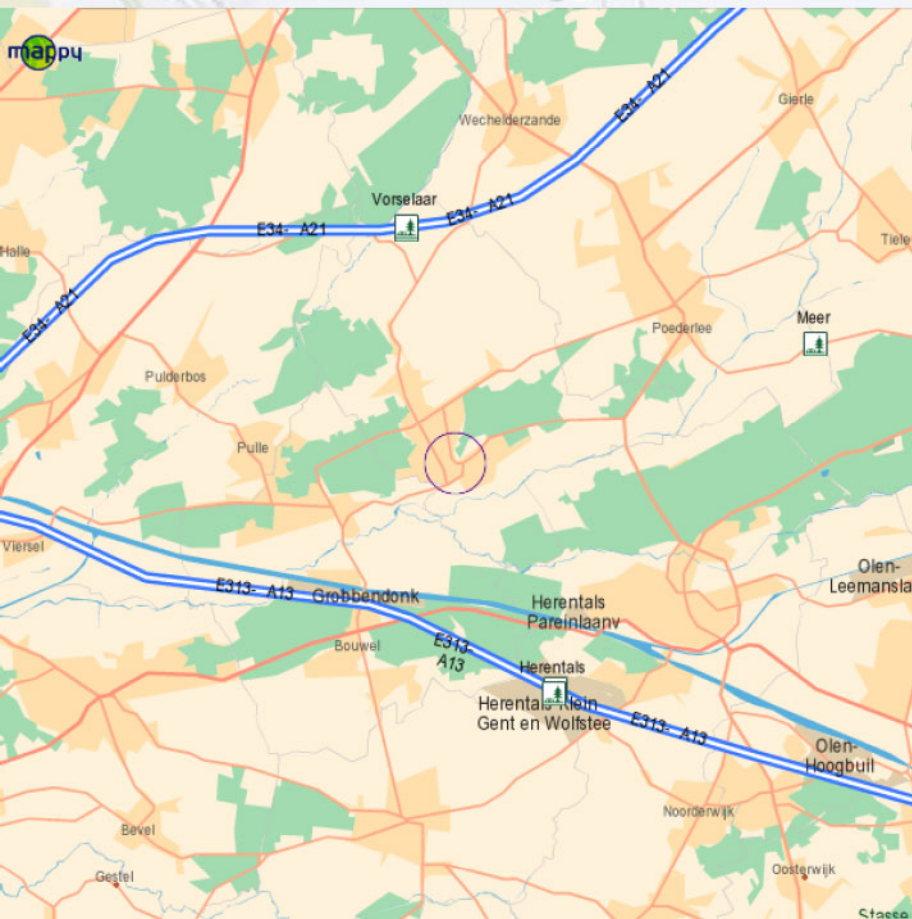 mappy
Gierle
Wechelderzande
E34- A21
Vorselaar
E34- A21
E34- A21
Halle
Tiele
E34- A21
Meer
Poederlee
Pulderbos
Pulle
Viersel
Olen-
Leemansla
E313- A13
Grobbendonk
Herentals
Pareinlaanv
Bouwel
E313-
A13
Herentals
Herentals-Klein
Gent en Wolfstee
E313- A13
Olen-
Hoogbuil
Noorderwijk
Bevel
Gestel
Oosterwijk
Stasse